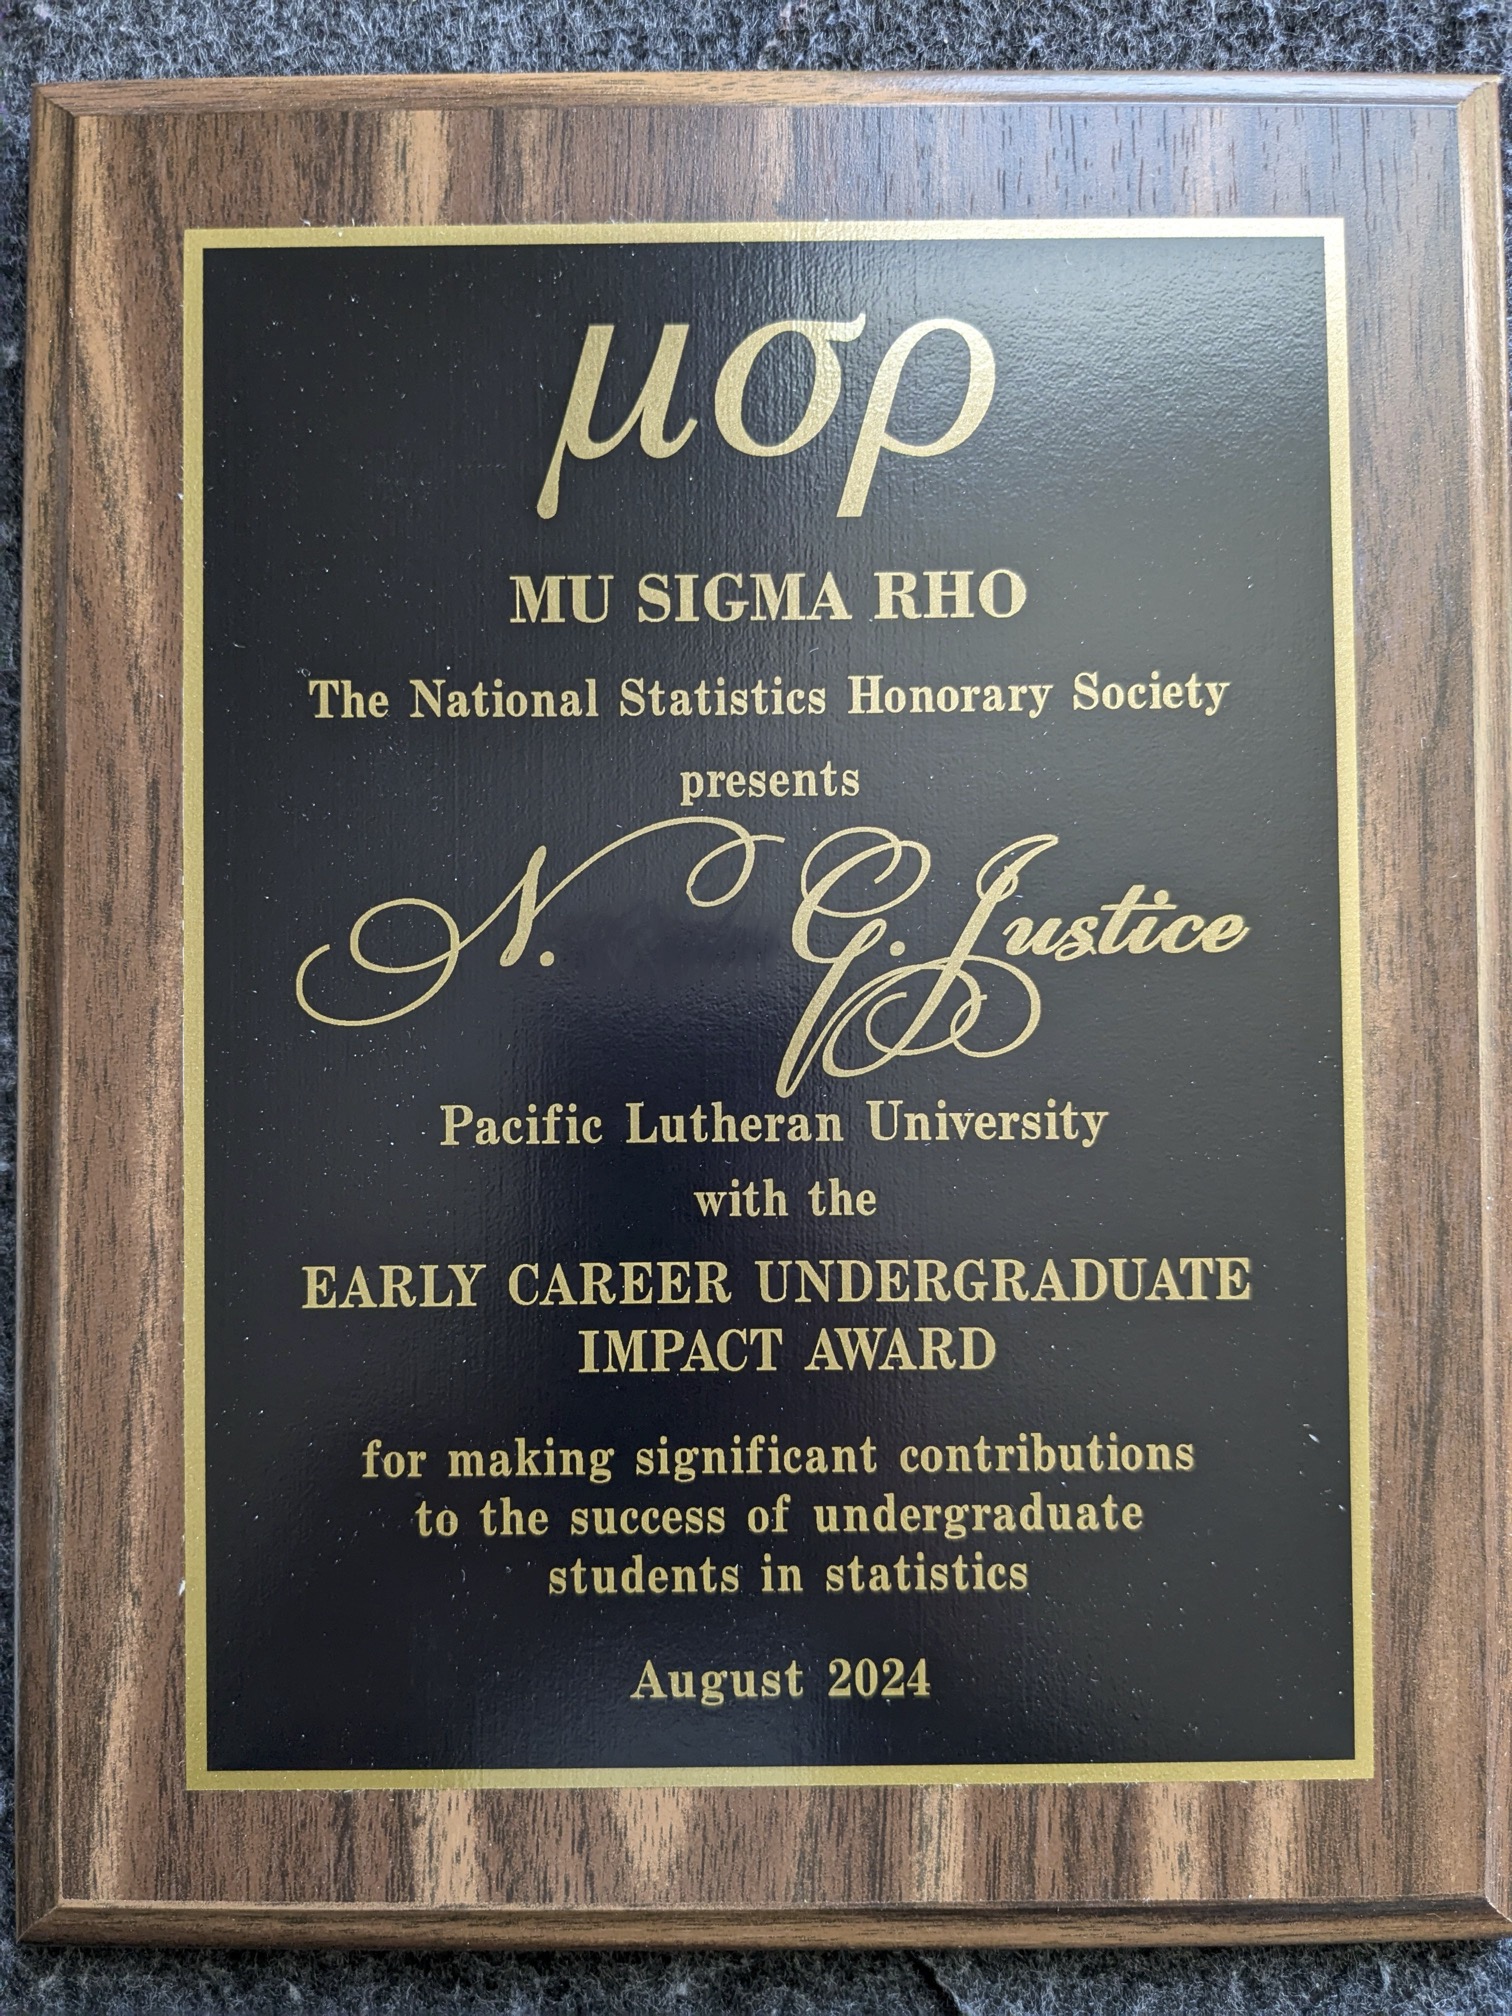 μσρ
MU SIGMA RHO
The National Statistics Honorary Society
presents
N. G. Justice
Pacific Lutheran University
with the
EARLY CAREER UNDERGRADUATE
IMPACT AWARD
for making significant contributions
to the success of undergraduate
students in statistics
August 2024